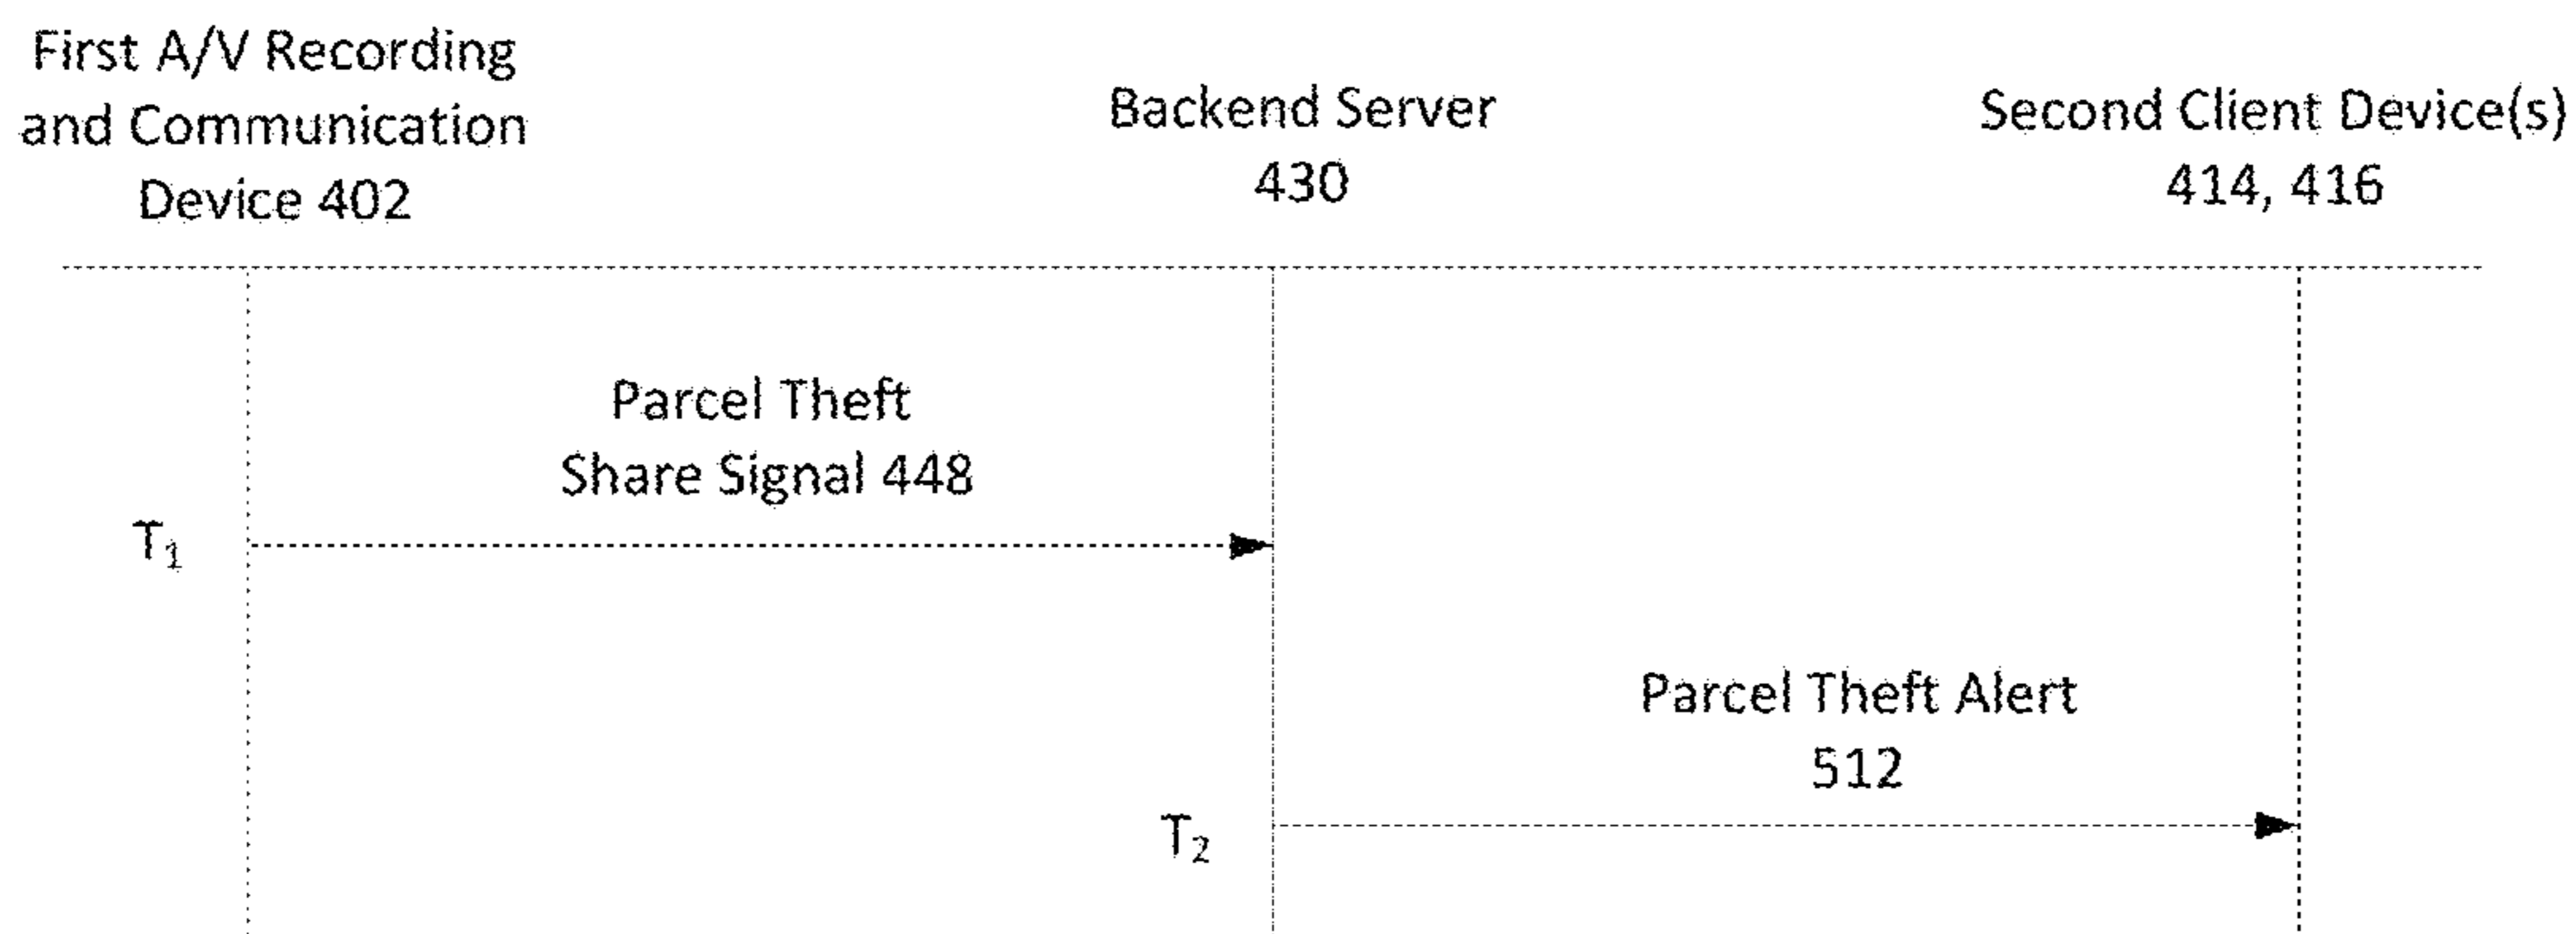 First A/V Recording
and Communication
Device 402
Backend Server
430
Second Client Device(s)
414, 416
Parcel Theft
Share Signal 448
T₁
Parcel Theft Alert
512
T₂